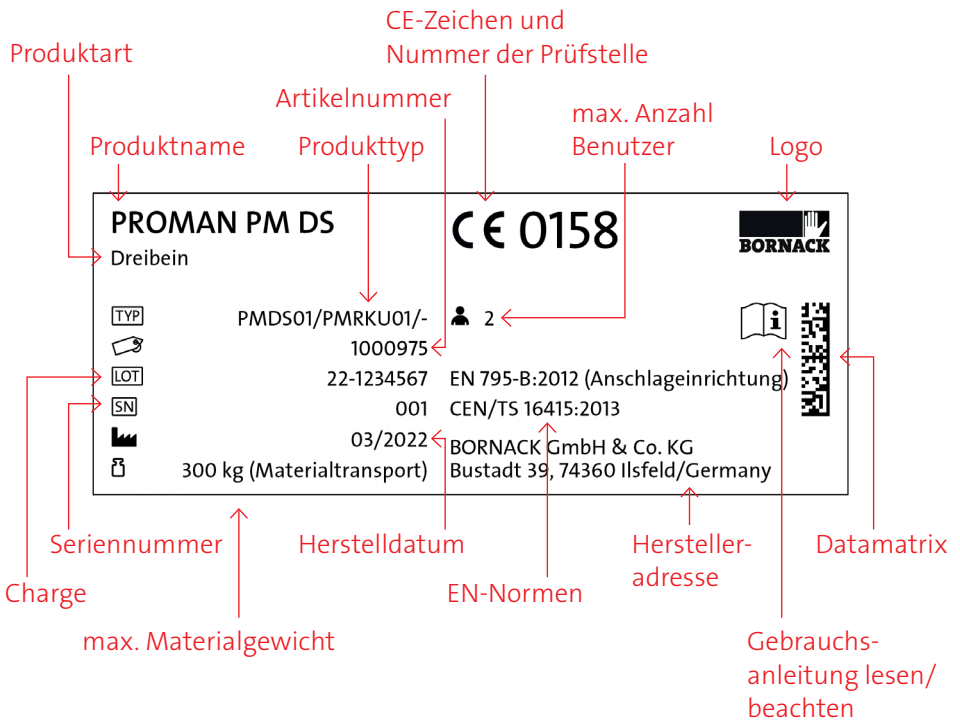 CE-Zeichen und
Nummer der Prüfstelle
Produktart
Artikelnummer
max. Anzahl
Benutzer
Produktname
Produkttyp
Logo
PROMAN PM DS
Dreibein
CE 0158
BORNACK
TYP
PMDS01/PMRKU01/-
2
i
1000975
LOT
22-1234567
EN 795-B:2012 (Anschlageinrichtung)
SN
001
CEN/TS 16415:2013
03/2022
BORNACK GmbH & Co. KG
300 kg (Materialtransport)
Bustadt 39, 74360 Ilsfeld/Germany
Seriennummer
Herstelldatum
Hersteller-
adresse
Datamatrix
Charge
EN-Normen
max. Materialgewicht
Gebrauchs-
anleitung lesen/
beachten